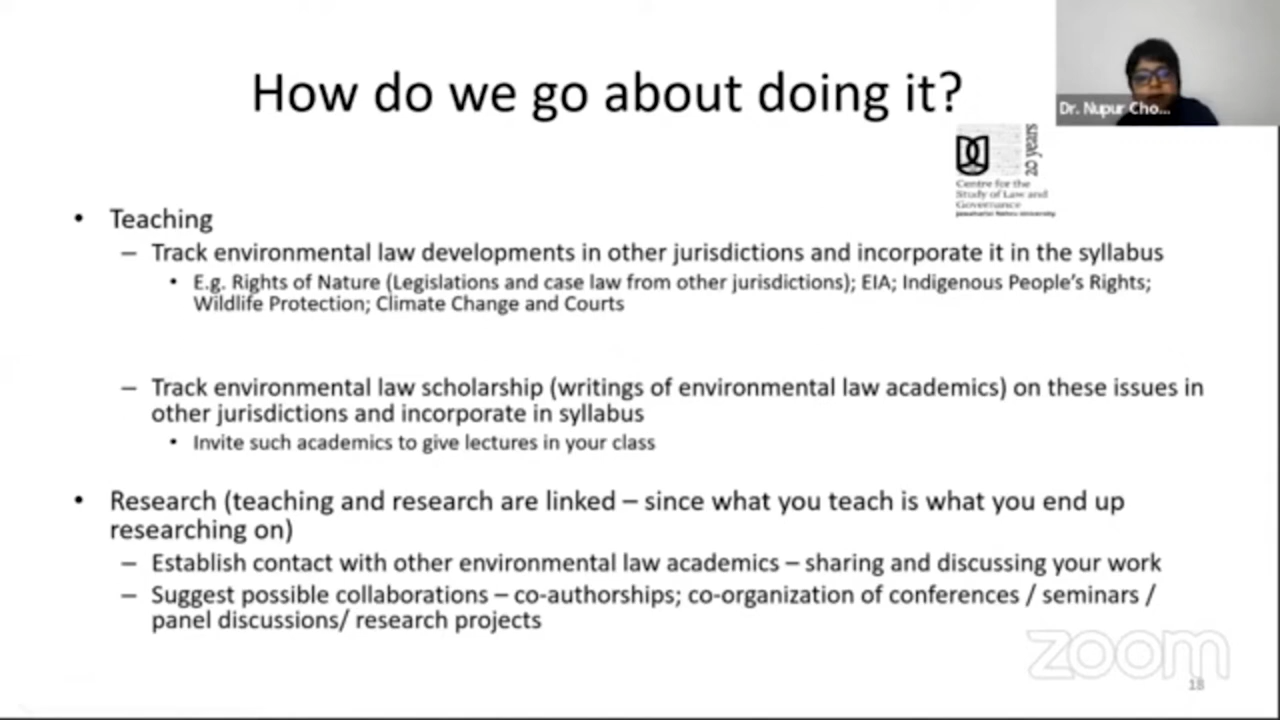 How do we go about doing it?
Dr. Nupur Cho...
20 years
Centre for the
Study of Law and
Governance
Jawaharlal Nehru University
• Teaching
– Track environmental law developments in other jurisdictions and incorporate it in the syllabus
• E.g. Rights of Nature (Legislations and case law from other jurisdictions); EIA; Indigenous People's Rights;
Wildlife Protection; Climate Change and Courts
– Track environmental law scholarship (writings of environmental law academics) on these issues in
other jurisdictions and incorporate in syllabus
• Invite such academics to give lectures in your class
• Research (teaching and research are linked – since what you teach is what you end up
researching on)
– Establish contact with other environmental law academics – sharing and discussing your work
– Suggest possible collaborations – co-authorships; co-organization of conferences / seminars /
panel discussions/ research projects
zoom
18